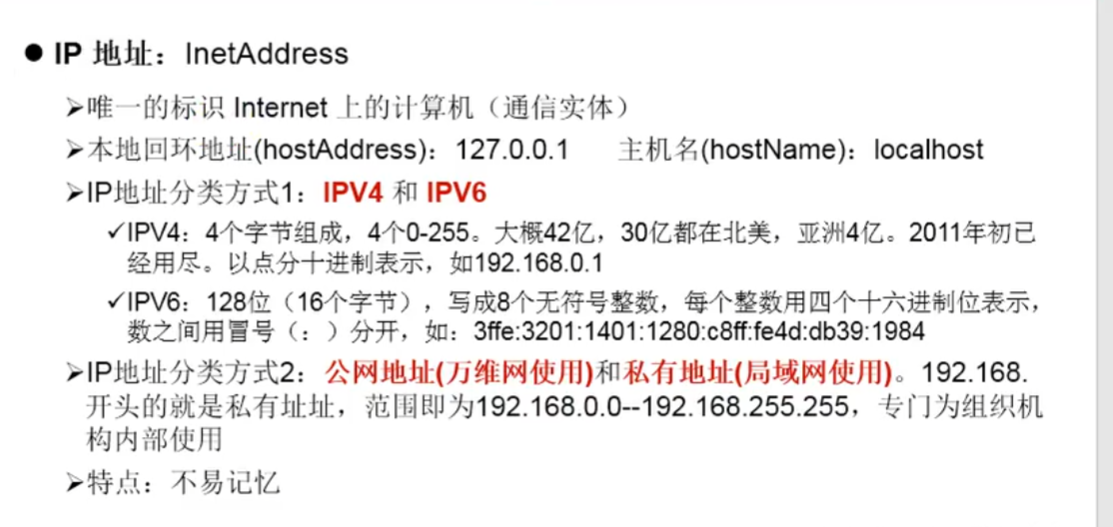 ● IP 地址：InetAddress
➢唯一的标识 Internet 上的计算机（通信实体）
➢本地回环地址(hostAddress)：127.0.0.1 主机名(hostName)：localhost
➢IP地址分类方式1：IPV4 和 IPV6
✓IPV4：4个字节组成，4个0-255。大概42亿，30亿都在北美，亚洲4亿。2011年初已
经用尽。以点分十进制表示，如192.168.0.1
✓IPV6：128位（16个字节），写成8个无符号整数，每个整数用四个十六进制位表示，
数之间用冒号（：）分开，如：3ffe:3201:1401:1280:c8ff:fe4d:db39:1984
➢IP地址分类方式2：公网地址(万维网使用)和私有地址(局域网使用)。192.168.
开头的就是私有址址，范围即为192.168.0.0--192.168.255.255，专门为组织机
构内部使用
➢特点：不易记忆